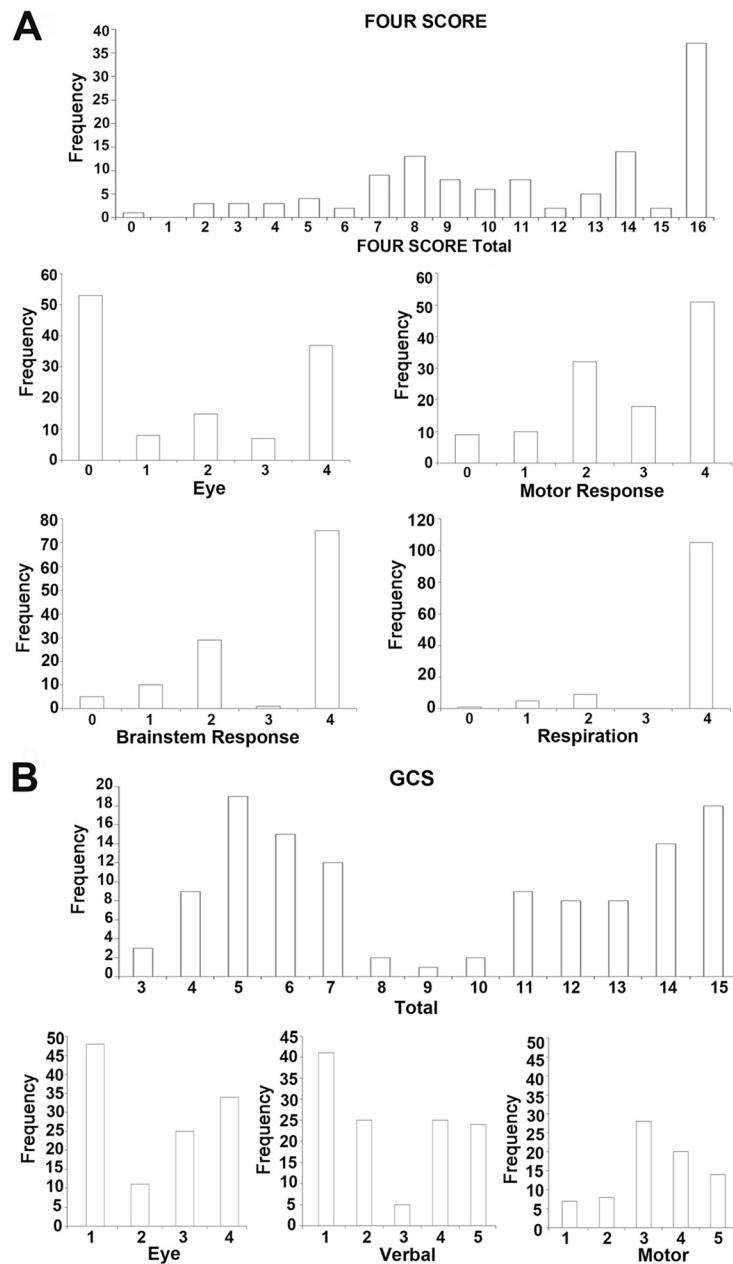 A
FOUR SCORE
Frequency
40
35
30
25
20
15
10
5
0
0 1 2 3 4 5 6 7 8 9 10 11 12 13 14 15 16
FOUR SCORE Total
Frequency
60
50
40
30
20
10
0
0 1 2 3 4
Eye
Frequency
60
50
40
30
20
10
0
0 1 2 3 4
Motor Response
Frequency
80
70
60
50
40
30
20
10
0
0 1 2 3 4
Brainstem Response
Frequency
120
100
80
60
40
20
0
0 1 2 3 4
Respiration
B
GCS
Frequency
20
18
16
14
12
10
8
6
4
2
0
3 4 5 6 7 8 9 10 11 12 13 14 15
Total
Frequency
50
45
40
35
30
25
20
15
10
5
0
1 2 3 4
Eye
Frequency
45
40
35
30
25
20
15
10
5
0
1 2 3 4 5
Verbal
Frequency
50
45
40
35
30
25
20
15
10
5
0
1 2 3 4 5
Motor